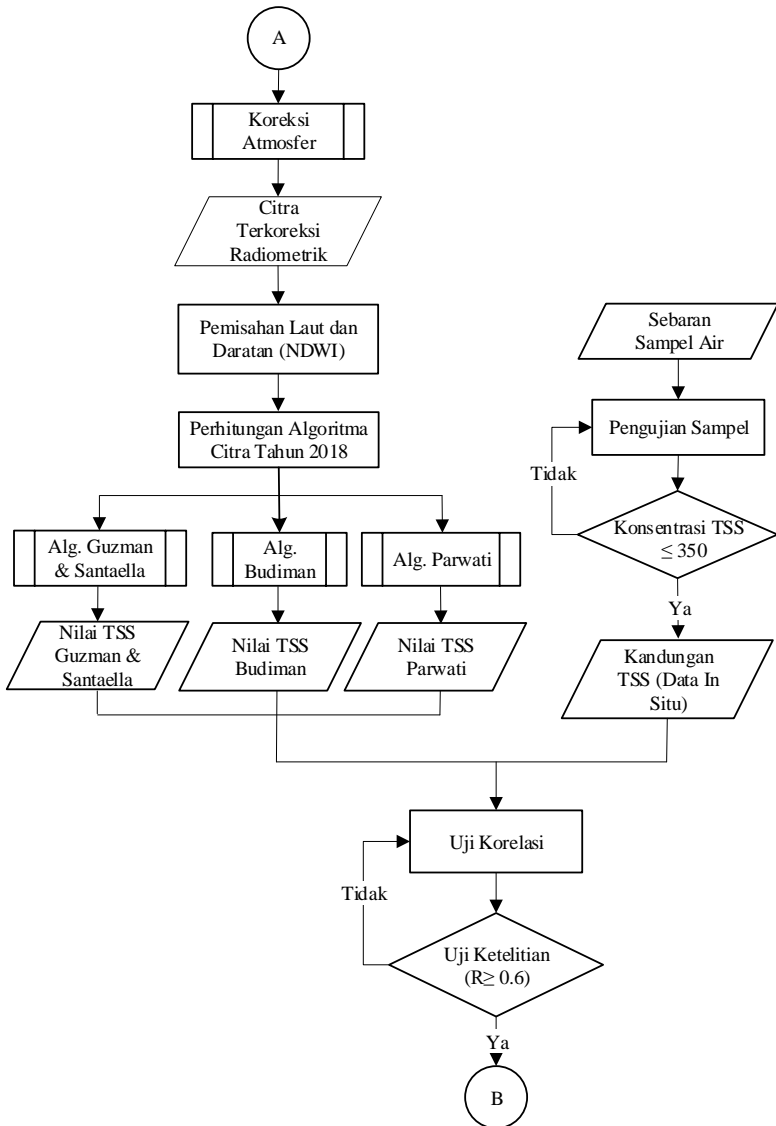 A
Koreksi
Atmosfer
Citra
Terkoreksi
Radiometrik
Pemisahan Laut dan
Daratan (NDWI)
Perhitungan Algoritma
Citra Tahun 2018
Alg. Guzman
& Santaella
Alg.
Budiman
Alg. Parwati
Nilai TSS
Guzman &
Santaella
Nilai TSS
Budiman
Nilai TSS
Parwati
Sebaran
Sampel Air
Pengujian Sampel
Tidak
Konsentrasi TSS
≤ 350
Ya
Kandungan
TSS (Data In
Situ)
Uji Korelasi
Tidak
Uji Ketelitian
(R≥ 0.6)
Ya
B